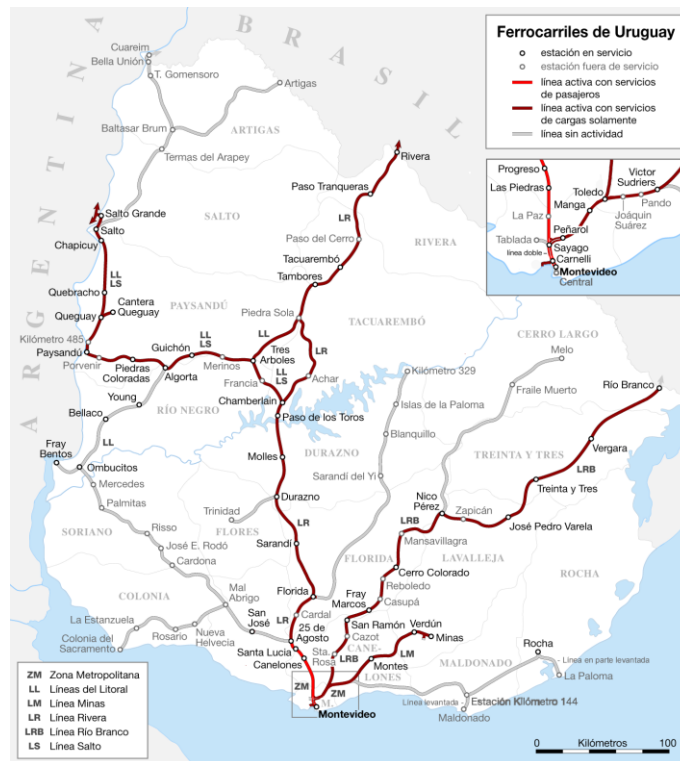 BRASIL
ARGENTINA
Ferrocarriles de Uruguay
estación en servicio
estación fuera de servicio
línea activa con servicios
de pasajeros
línea activa con servicios
de cargas solamente
línea sin actividad
Cuareim
Bella Unión
T. Gomensoro
Artigas
Baltasar Brum
ARTIGAS
Termas del Arapey
Rivera
Paso Tranqueras
Salto Grande
Salto
SALTO
LR
Chapicuy
Paso del Cerro
RIVERA
Tacuarembó
LL
LS
Tambores
Quebracho
Cantera
Queguay
Queguay
PAYSANDÚ
Piedra Sola
TACUAREMBÓ
Kilómetro 485
Paysandú
Porvenir
Piedras
Coloradas
Guichón
LL
LS
Merinos
Algorta
LL
Tres
Arboles
LR
LL
LS
Francia
Achar
Chamberlain
Paso de los Toros
CERRO LARGO
Melo
Kilómetro 329
Fraile Muerto
Río Branco
Young
RÍO NEGRO
Bellaco
LL
Islas de la Paloma
Blanquillo
Fray
Bentos
Ombucitos
Mercedes
Palmitas
Molles
DURAZNO
Sarandí del Yi
TREINTA Y TRES
Vergara
LRB
Treinta y Tres
Durazno
Trinidad
FLORES
SORIANO
Risso
José E. Rodó
Cardona
LR
Sarandí
Nico
Pérez
Zapicán
José Pedro Varela
LRB
Mansavillagra
FLORIDA
LAVALLEJA
Cerro Colorado
ROCHA
Reboledo
Casupá
Florida
Fray
Marcos
COLONIA
Mal
Abrigo
San
José
LR
Cardal
25 de
Agosto
San Ramón
Cazot
Verdún
Minas
La Estanzuela
Colonia del
Sacramento
Rosario
Nueva
Helvecia
Santa Lucia
Canelones
Sta.
Rosa
CANE-
LONES
LRB
Montes
LM
MALDONADO
Rocha
Línea en parte levantada
La Paloma
ZM
ZM
M.
Montevideo
Línea levantada
Estación Kilómetro 144
Maldonado
Progreso
Las Piedras
La Paz
Tablada
línea doble
Peñarol
Sayago
Carnelli
Montevideo
Central
Manga
Toledo
Victor
Sudriers
Pando
Joáquin
Suárez
ZM Zona Metropolitana
LL Líneas del Litoral
LM Línea Minas
LR Línea Rivera
LRB Línea Río Branco
LS Línea Salto
0 Kilómetros 100